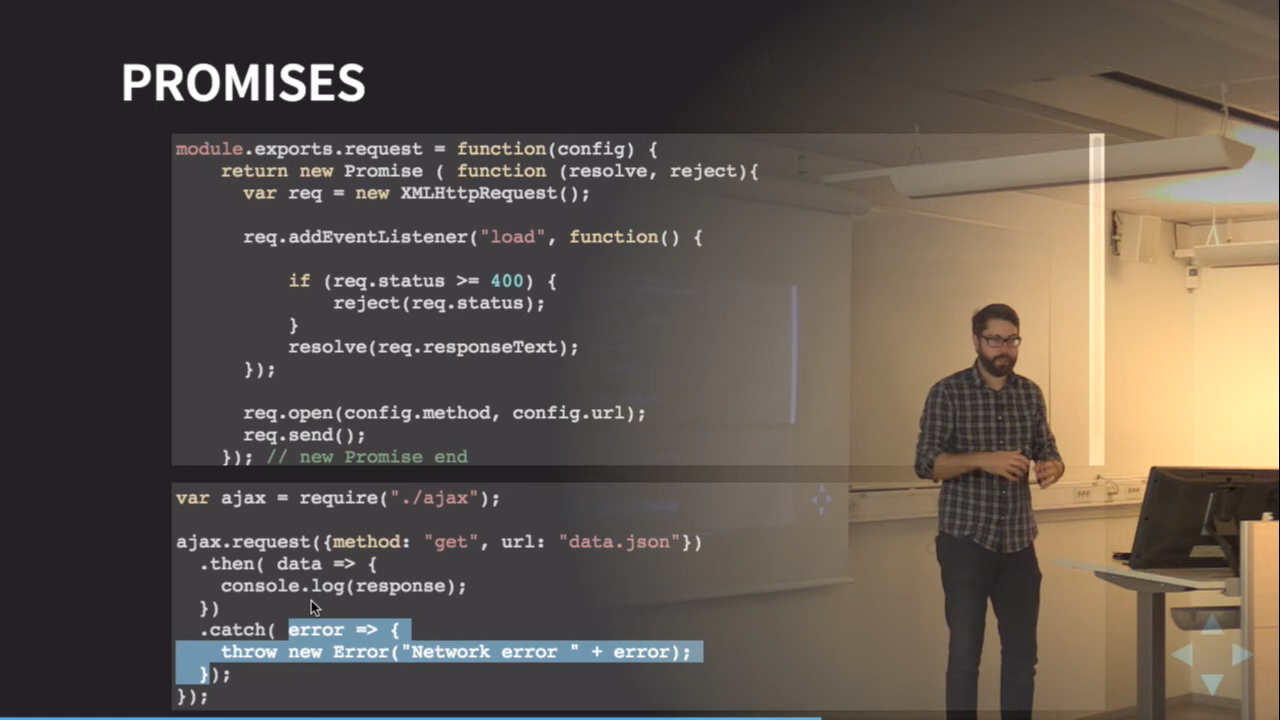 PROMISES
module.exports.request = function(config) {
return new Promise ( function (resolve, reject){
var req = new XMLHttpRequest();
req.addEventListener("load", function() {
if (req.status >= 400) {
reject(req.status);
}
resolve(req.responseText);
});
req.open(config.method, config.url);
req.send();
}); // new Promise end
var ajax = require("./ajax");
ajax.request({method: "get", url: "data.json"})
.then( data => {
console.log(response);
})
.catch( error => {
throw new Error("Network error " + error);
});
});